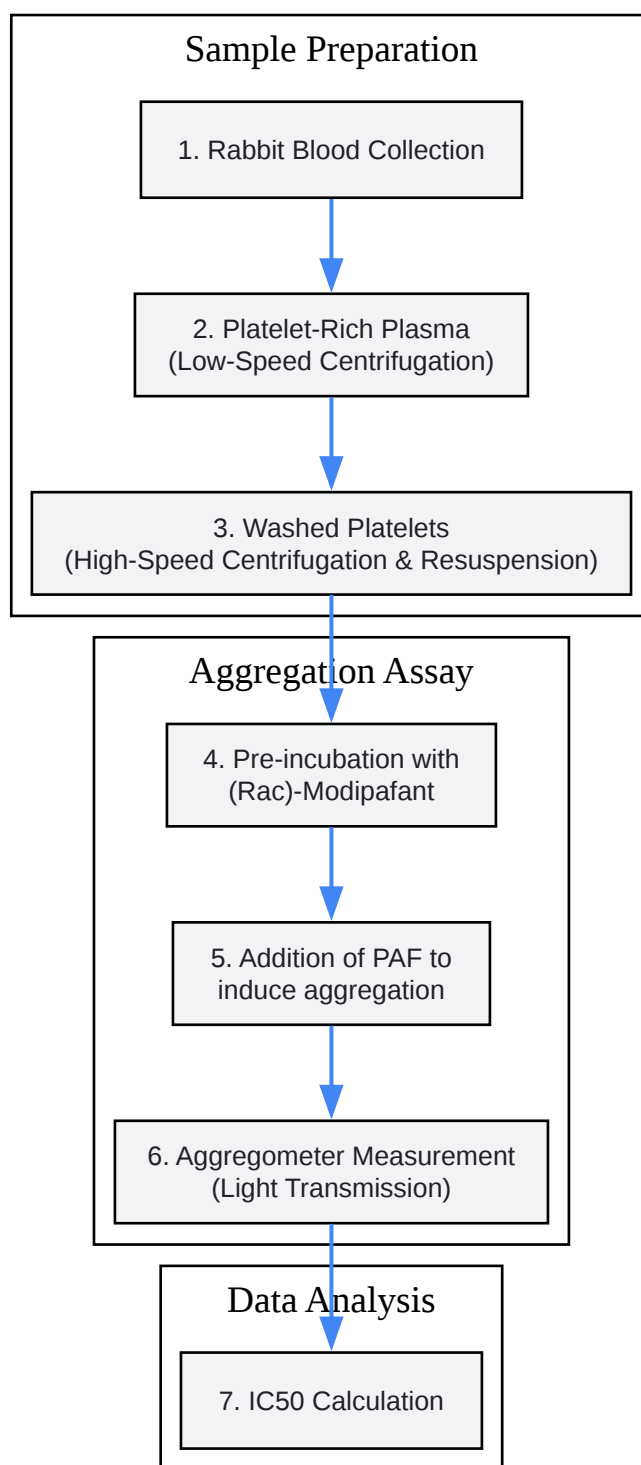 Sample Preparation
1. Rabbit Blood Collection
2. Platelet-Rich Plasma
(Low-Speed Centrifugation)
3. Washed Platelets
(High-Speed Centrifugation & Resuspension)
Aggregation Assay
4. Pre-incubation with
(Rac)-Modipafant
5. Addition of PAF to
induce aggregation
6. Aggregometer Measurement
(Light Transmission)
Data Analysis
7. IC50 Calculation